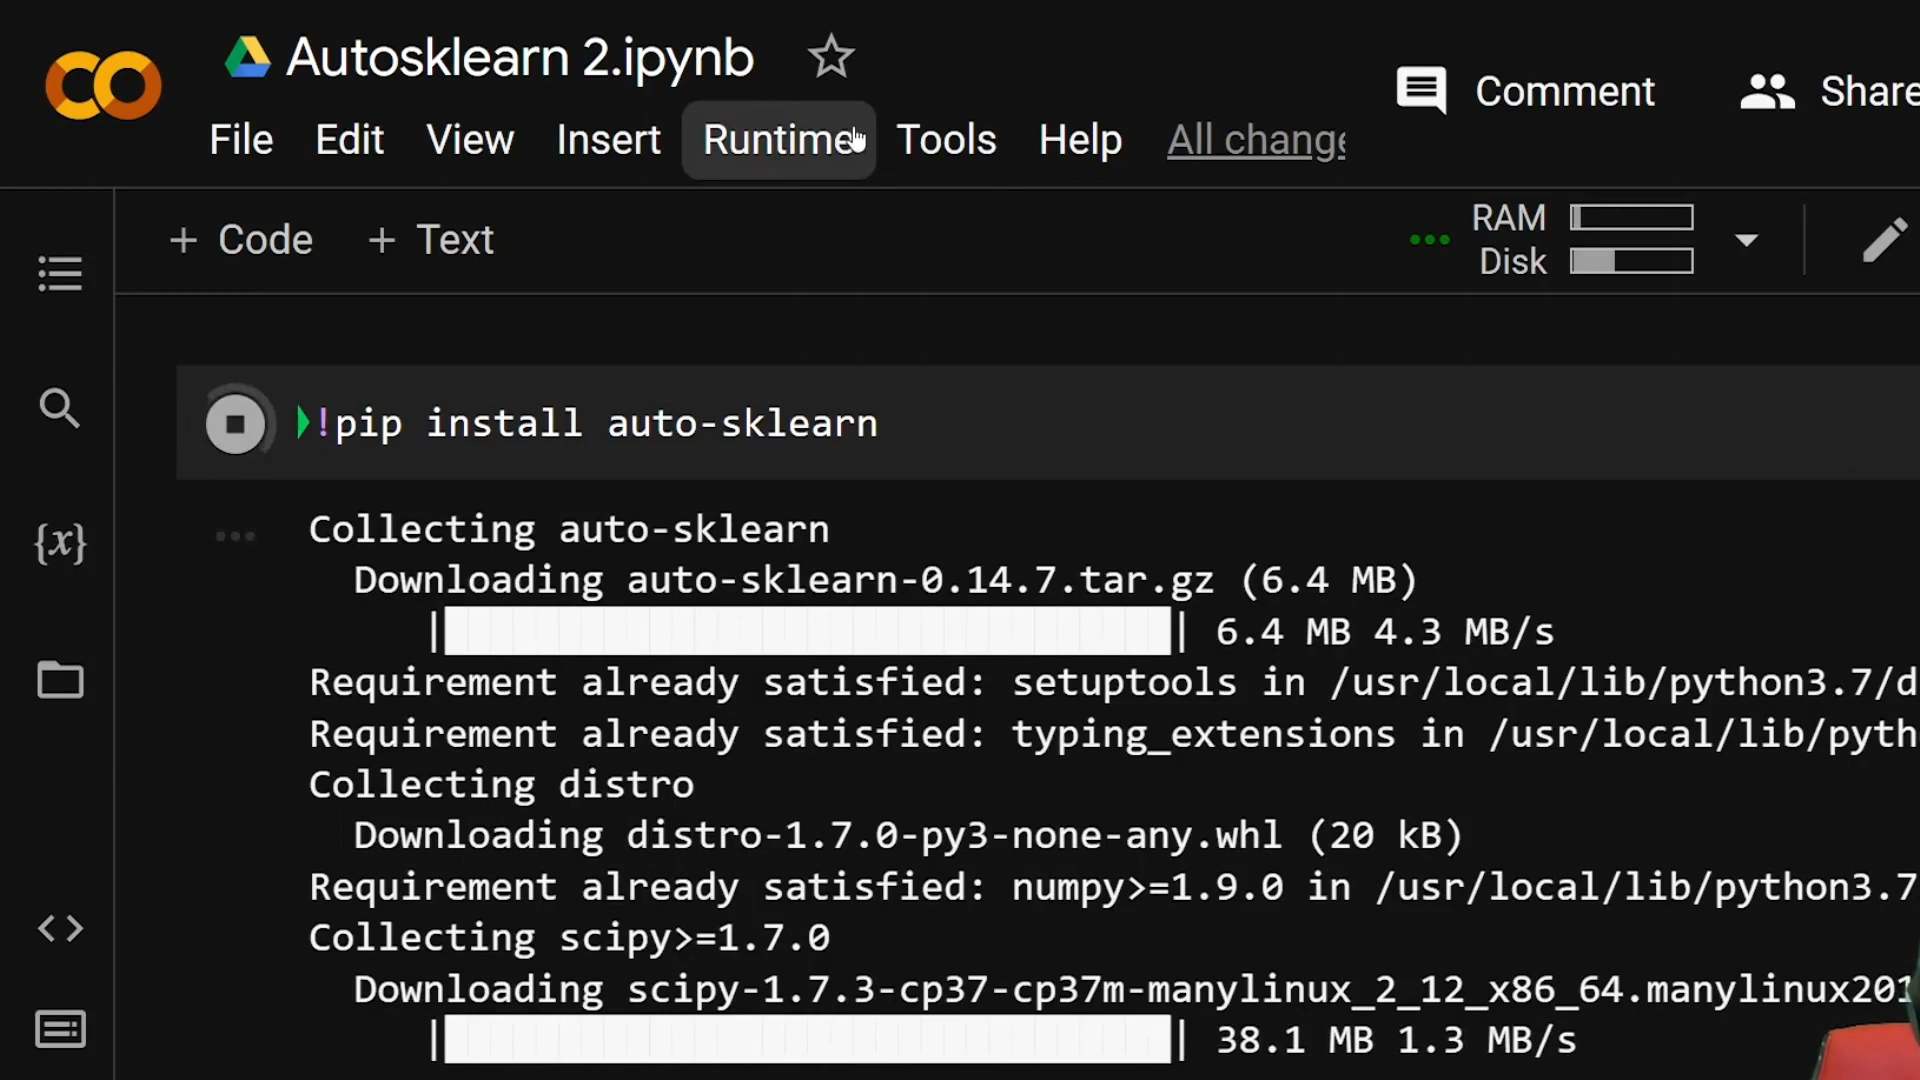 Autosklearn 2.ipynb
Comment
Share
File Edit View Insert Runtime Tools Help All change
+ Code + Text
RAM
Disk
!pip install auto-sklearn
Collecting auto-sklearn
Downloading auto-sklearn-0.14.7.tar.gz (6.4 MB)
| | 6.4 MB 4.3 MB/s
Requirement already satisfied: setuptools in /usr/local/lib/python3.7/d
Requirement already satisfied: typing_extensions in /usr/local/lib/pyth
Collecting distro
Downloading distro-1.7.0-py3-none-any.whl (20 kB)
Requirement already satisfied: numpy>=1.9.0 in /usr/local/lib/python3.7
Collecting scipy>=1.7.0
Downloading scipy-1.7.3-cp37-cp37m-manylinux_2_12_x86_64.manylinux201
| | 38.1 MB 1.3 MB/s
{x}